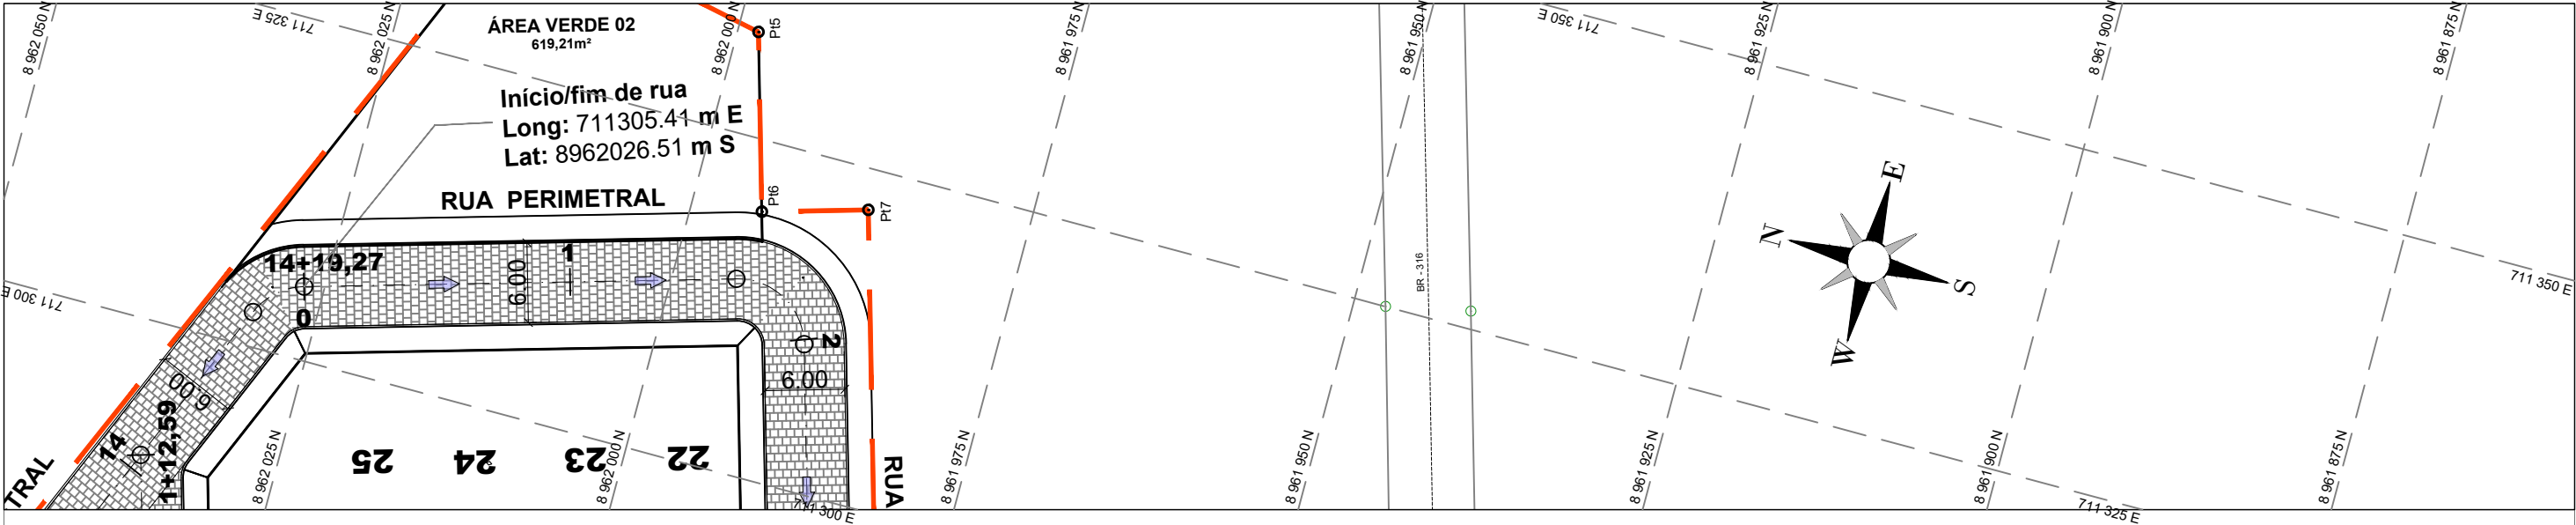 8 962 050 N
711 325 E
8 962 025 N
ÁREA VERDE 02
619,21m²
8 962 000 N
Pt5
8 961 975 N
8 961 950 N
711 350 E
8 961 925 N
8 961 900 N
8 961 875 N
Início/fim de rua
Long: 711305.41 m E
Lat: 8962026.51 m S
RUA PERIMETRAL
Pt6
Pt7
E
N
S
W
BR - 316
711 350 E
711 300 E
14+19,27
0
6.00
1
2
6.00
6.00
14
1+12,59
TRAL
25
24
23
22
RUA
8 962 025 N
8 962 000 N
711 300 E
8 961 975 N
8 961 950 N
8 961 925 N
8 961 900 N
711 325 E
8 961 875 N